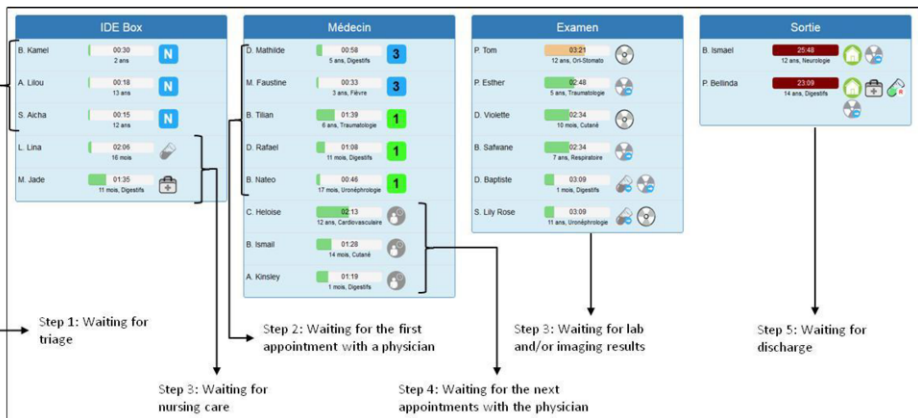 IDE Box
B. Kamel
00:30
2 ans
N
A. Lilou
00:18
13 ans
N
S. Aicha
00:15
12 ans
N
L. Lina
02:06
16 mois
M. Jade
01:35
11 mois, Digestifs
Médecin
D. Mathilde
00:58
5 ans, Digestifs
3
M. Faustine
00:33
3 ans, Fièvre
3
B. Tilian
01:39
6 ans, Traumatologie
1
D. Rafael
01:08
11 mois, Digestifs
1
B. Nateo
00:46
17 mois, Uronéphrologie
1
C. Heloise
02:13
12 ans, Cardiovasculaire
B. Ismail
01:28
14 mois, Cutané
A. Kinsley
01:19
1 mois, Digestifs
Examen
P. Tom
03:21
12 ans, Orl-Stomato
P. Esther
02:48
5 ans, Traumatologie
D. Violette
02:34
10 mois, Cutané
B. Safwane
02:34
7 ans, Respiratoire
D. Baptiste
03:09
1 mois, Digestifs
S. Lily Rose
03:09
11 ans, Uronéphrologie
Sortie
B. Ismael
25:48
12 ans, Neurologie
P. Bellinda
23:09
14 ans, Digestifs
R
Step 1: Waiting for
triage
Step 2: Waiting for the first
appointment with a physician
Step 3: Waiting for lab
and/or imaging results
Step 5: Waiting for
discharge
Step 3: Waiting for
nursing care
Step 4: Waiting for the next
appointments with the physician